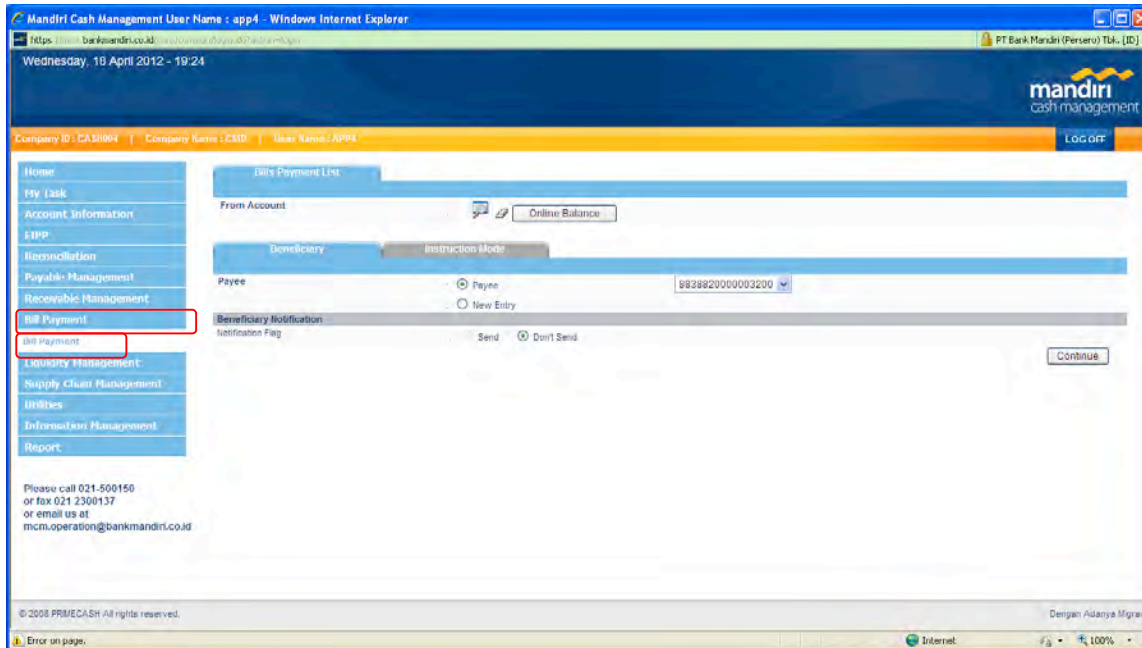 Mandiri Cash Management User Name : app4 - Windows Internet Explorer
https bankmandiri.co.id
PT Bank Mandiri (Persero) Tbk. [ID]
Wednesday, 18 April 2012 - 19:24
mandiri
cash management
Company ID : CASH004 | Company Name : CMD | User Name : APP4
LOG OFF
Home
My Task
Account Information
Reconciliation
Payable Management
Receivable Management
Bill Payment
Bill Payment
Liquidity Management
Supply Chain Management
Utilities
Information Management
Report
Bills Payment List
From Account
Online Balance
Beneficiary
Instruction Mode
Payee
Payee
8838820000003200
New Entry
Beneficiary Notification
Notification Flag
Send
Don't Send
Continue
Please call 021-500150
or fax 021 2300137
or email us at
mcm.operation@bankmandiri.co.id
© 2008 PRIMECASH All rights reserved.
Dengan Adanya Migra
Error on page.
Internet
100%